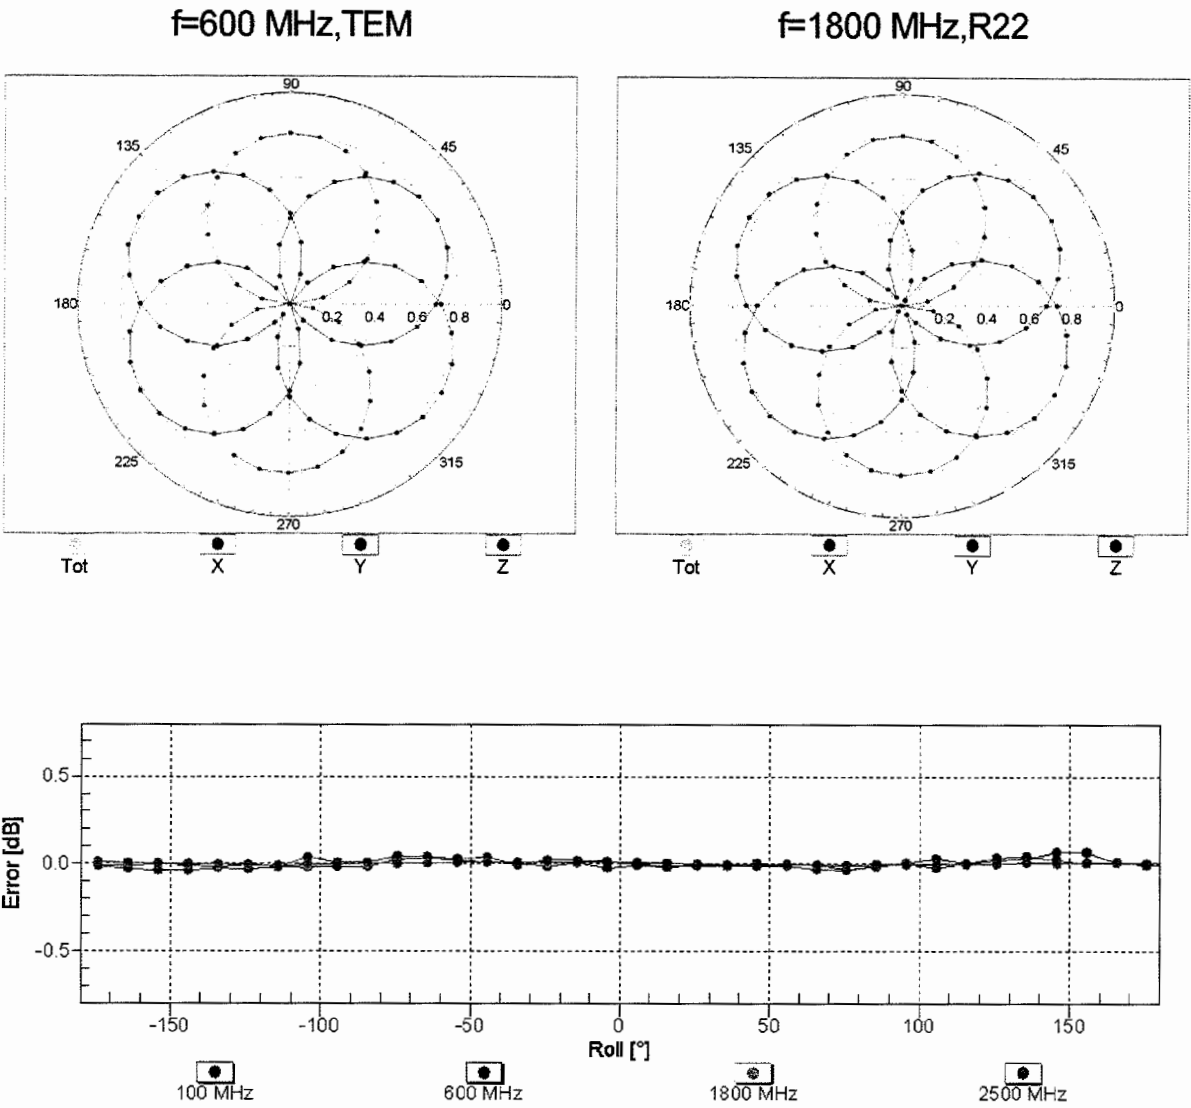 f=600 MHz,TEM
f=1800 MHz,R22
90
135
45
180
0.2
0.4
0.6
0.8
0
225
315
270
Tot
X
Y
Z
90
135
45
180
0.2
0.4
0.6
0.8
0
225
315
270
Tot
X
Y
Z
Error [dB]
0.5
0.0
-0.5
-150
-100
-50
0
50
100
150
Roll [°]
100 MHz
600 MHz
1800 MHz
2500 MHz